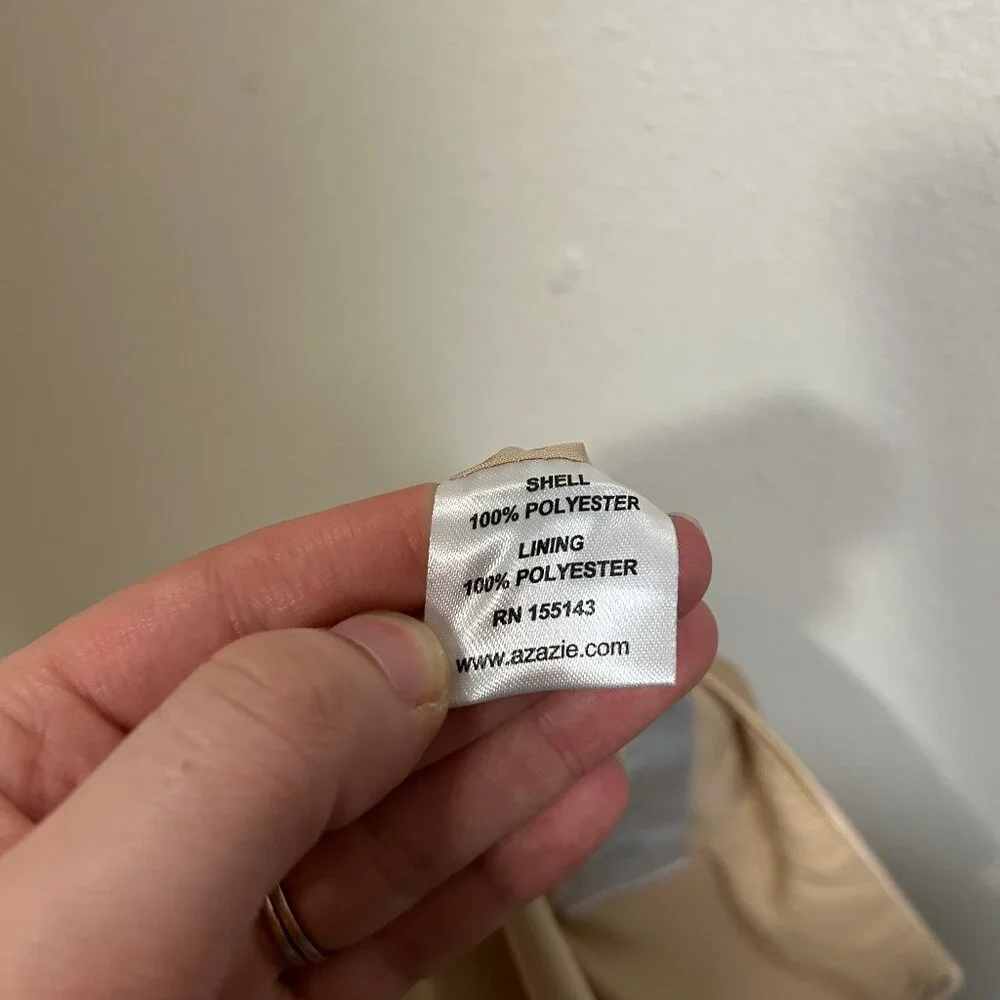 SHELL
100% POLYESTER
LINING
100% POLYESTER
RN 155143
www.azazie.com